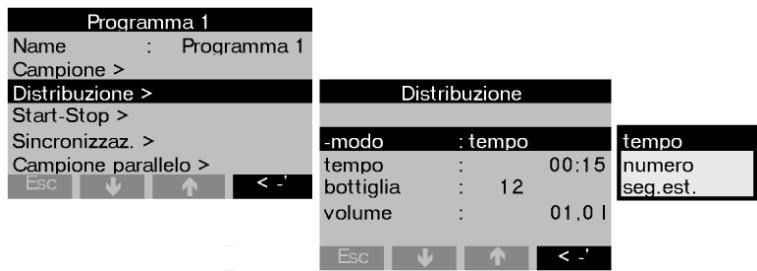 Programma 1
Name : Programma 1
Campione >
Distribuzione >
Start-Stop >
Sincronizzaz. >
Campione parallelo >
Esc < -'
Distribuzione
-modo : tempo
tempo : 00:15
bottiglia : 12
volume : 01,0 l
Esc < -'
tempo
numero
seg.est.